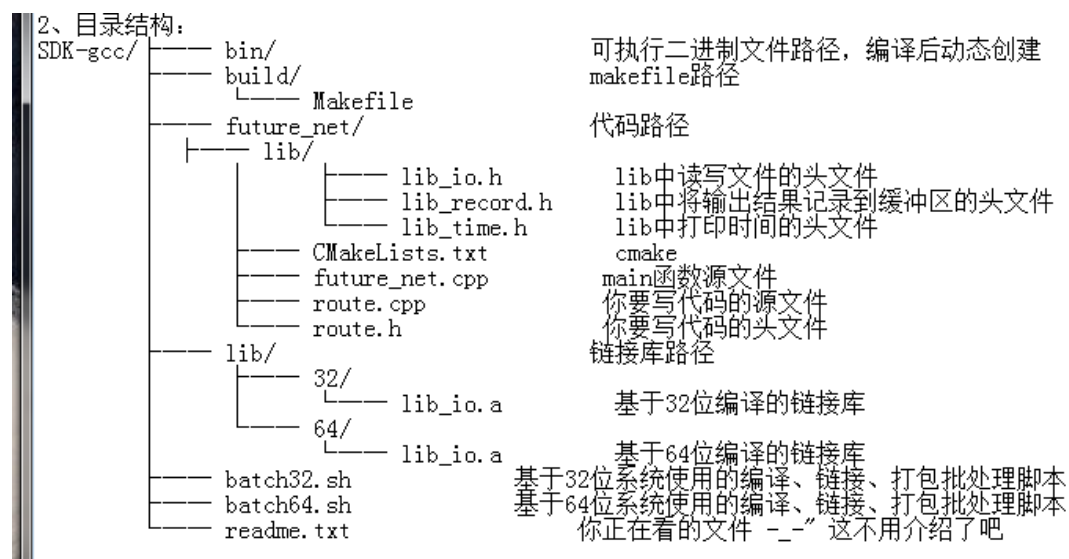 2、目录结构:
SDK-gcc/ ├─── bin/ 可执行二进制文件路径，编译后动态创建
├─── build/ makefile路径
└─── Makefile
├─── future_net/ 代码路径
├─── lib/
├─── lib_io.h lib中读写文件的头文件
├─── lib_record.h lib中将输出结果记录到缓冲区的头文件
├─── lib_time.h lib中打印时间的头文件
├─── CMakeLists.txt cmake
├─── future_net.cpp main函数源文件
├─── route.cpp 你要写代码的源文件
└─── route.h 你要写代码的头文件
├─── lib/ 链接库路径
├─── 32/
└─── lib_io.a 基于32位编译的链接库
└─── 64/
└─── lib_io.a 基于64位编译的链接库
├─── batch32.sh 基于32位系统使用的编译、链接、打包批处理脚本
├─── batch64.sh 基于64位系统使用的编译、链接、打包批处理脚本
└─── readme.txt 你正在看的文件 -_-" 这不用介绍了吧